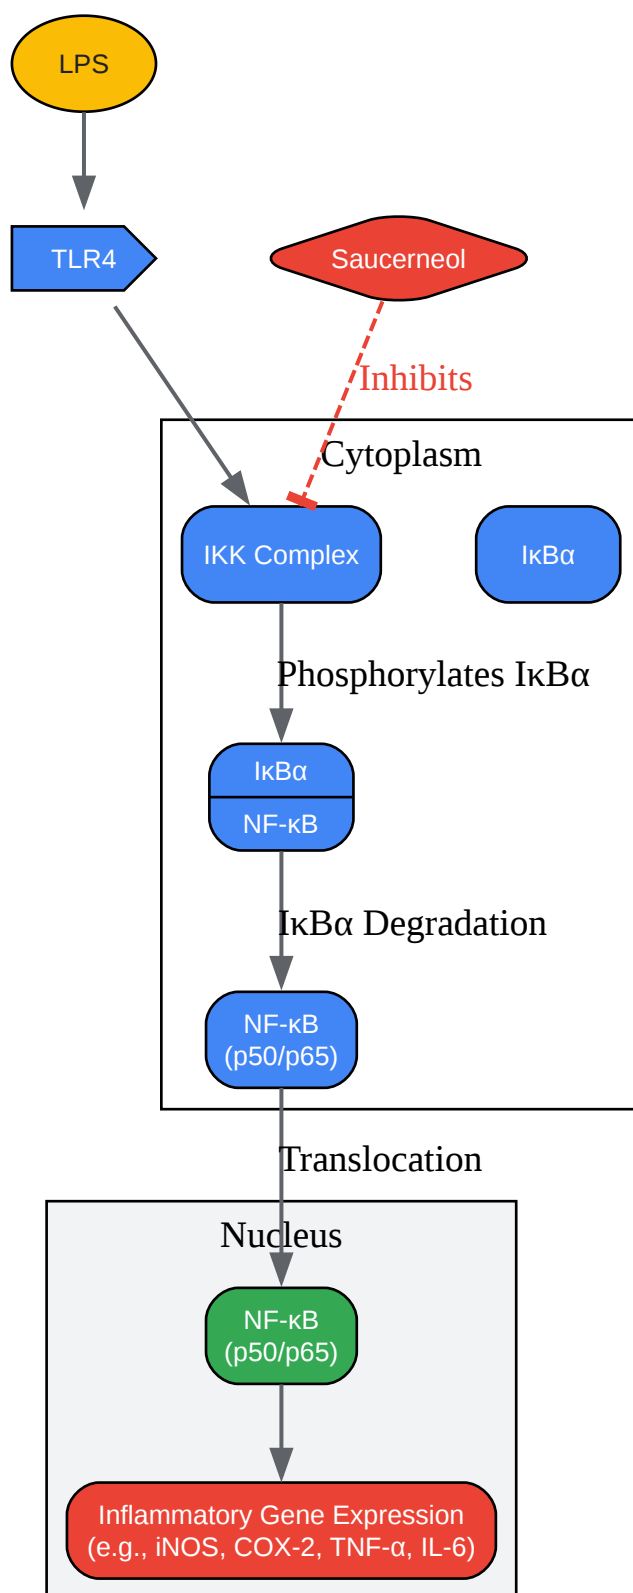 LPS
TLR4
Saucerneol
Inhibits
Cytoplasm
IKK Complex
IκBα
Phosphorylates IκBα
IκBα
NF-κB
IκBα Degradation
NF-κB
(p50/p65)
Translocation
Nucleus
NF-κB
(p50/p65)
Inflammatory Gene Expression
(e.g., iNOS, COX-2, TNF-α, IL-6)